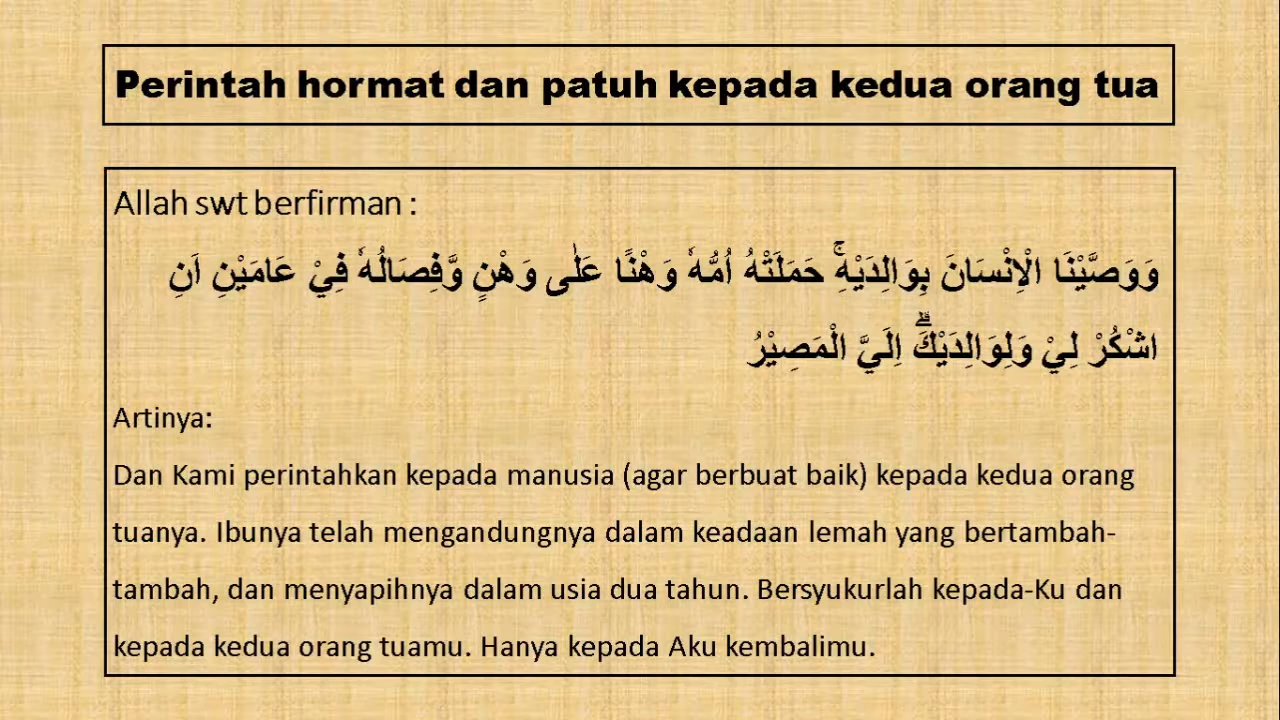 Perintah hormat dan patuh kepada kedua orang tua
Allah swt berfirman :
وَوَصَّيْنَا الْاِنْسَانَ بِوَالِدَيْهِۚ حَمَلَتْهُ اُمُّهٗ وَهْنًا عَلٰى وَهْنٍ وَّفِصَالُهٗ فِيْ عَامَيْنِ اَنِ
اشْكُرْ لِيْ وَلِوَالِدَيْكَۗ اِلَيَّ الْمَصِيْرُ
Artinya:
Dan Kami perintahkan kepada manusia (agar berbuat baik) kepada kedua orang
tuanya. Ibunya telah mengandungnya dalam keadaan lemah yang bertambah-
tambah, dan menyapihnya dalam usia dua tahun. Bersyukurlah kepada-Ku dan
kepada kedua orang tuamu. Hanya kepada Aku kembalimu.